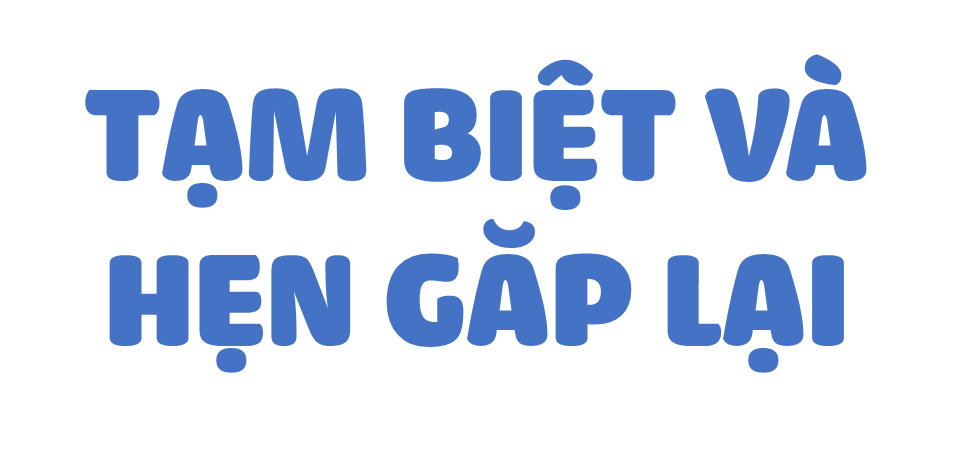 TẠM BIỆT VÀ
HẸN GĂP LẠI